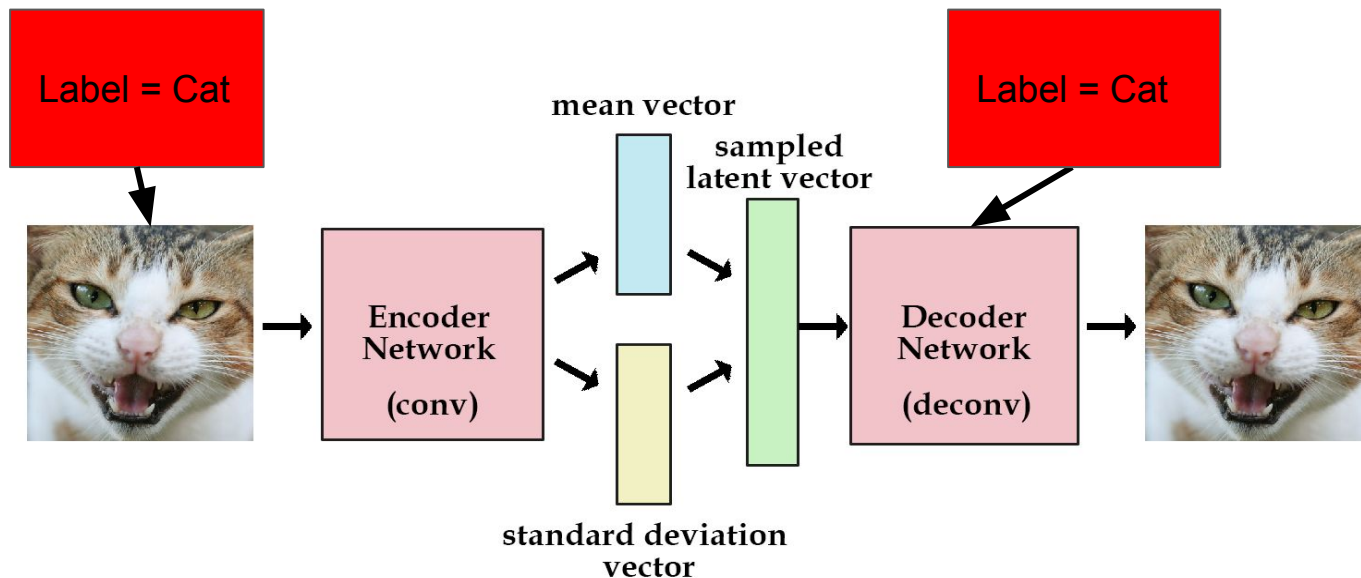 Label = Cat
Label = Cat
mean vector
sampled
latent vector
Encoder
Network
(conv)
Decoder
Network
(deconv)
standard deviation
vector